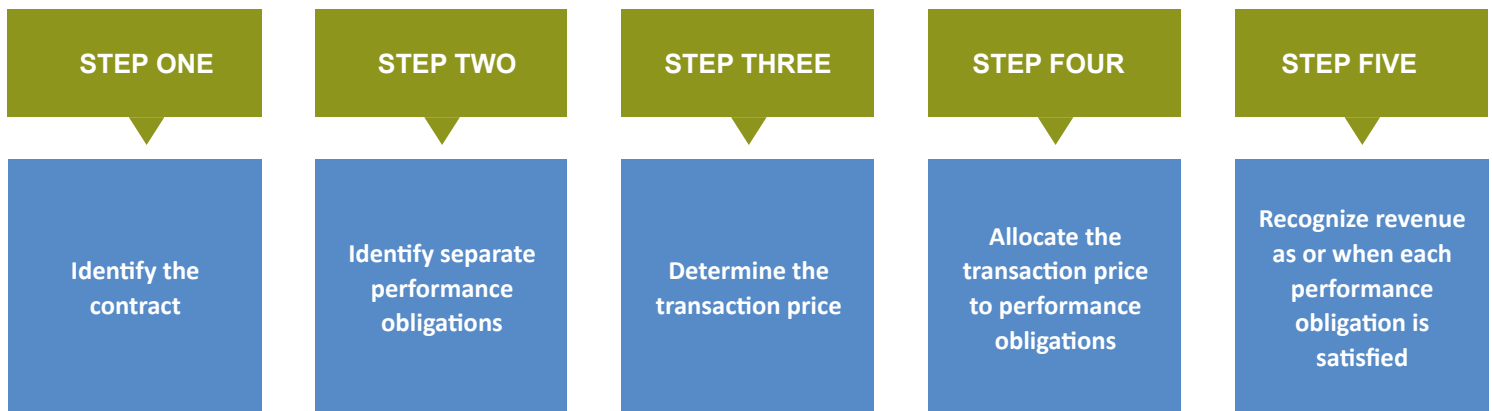 STEP ONE
Identify the
contract
STEP TWO
Identify separate
performance
obligations
STEP THREE
Determine the
transaction price
STEP FOUR
Allocate the
transaction price
to performance
obligations
STEP FIVE
Recognize revenue
as or when each
performance
obligation is
satisfied